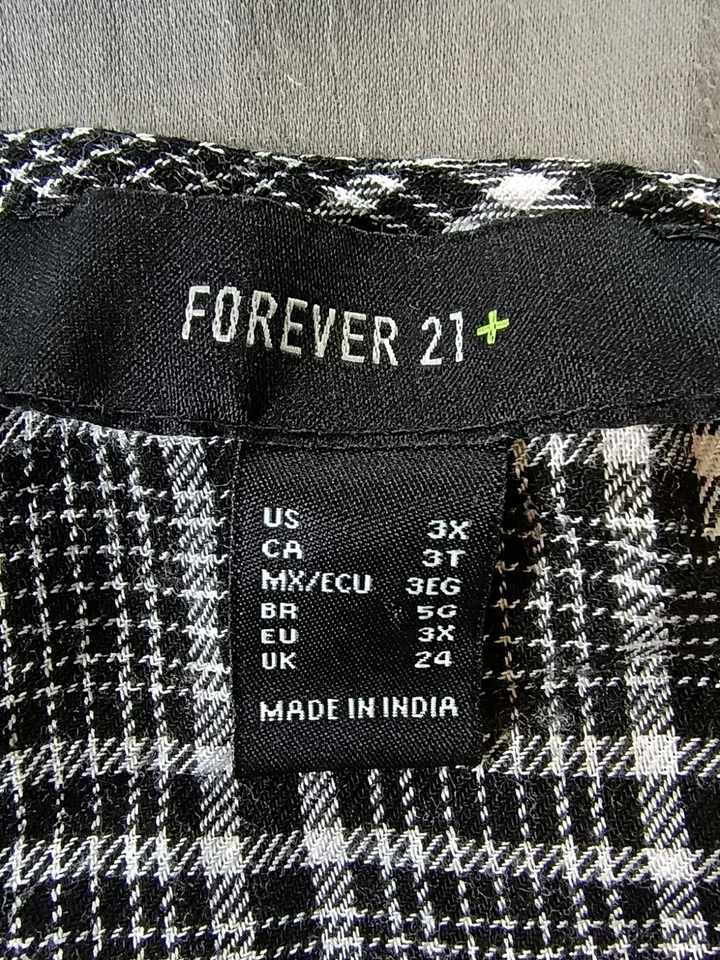 FOREVER 21+
US 3X
CA 3T
MX/ECU 3EG
BR 5G
EU 3X
UK 24
MADE IN INDIA